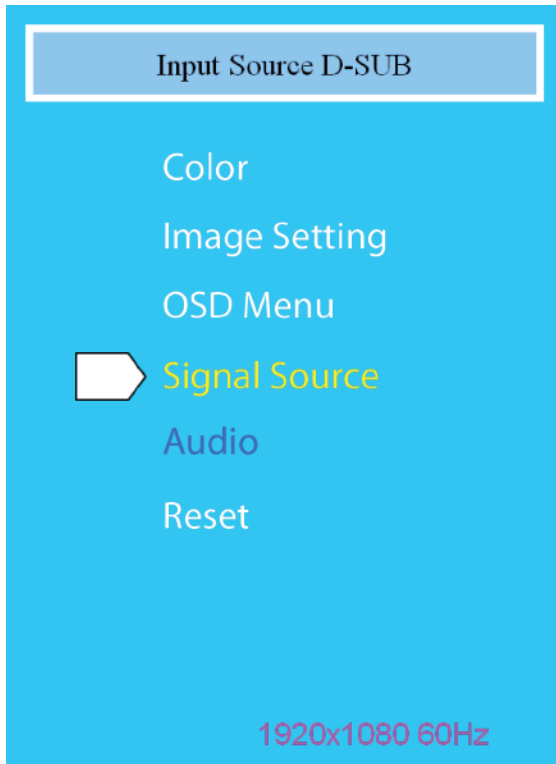 Input Source D-SUB
Color
Image Setting
OSD Menu
Signal Source
Audio
Reset
1920x1080 60Hz